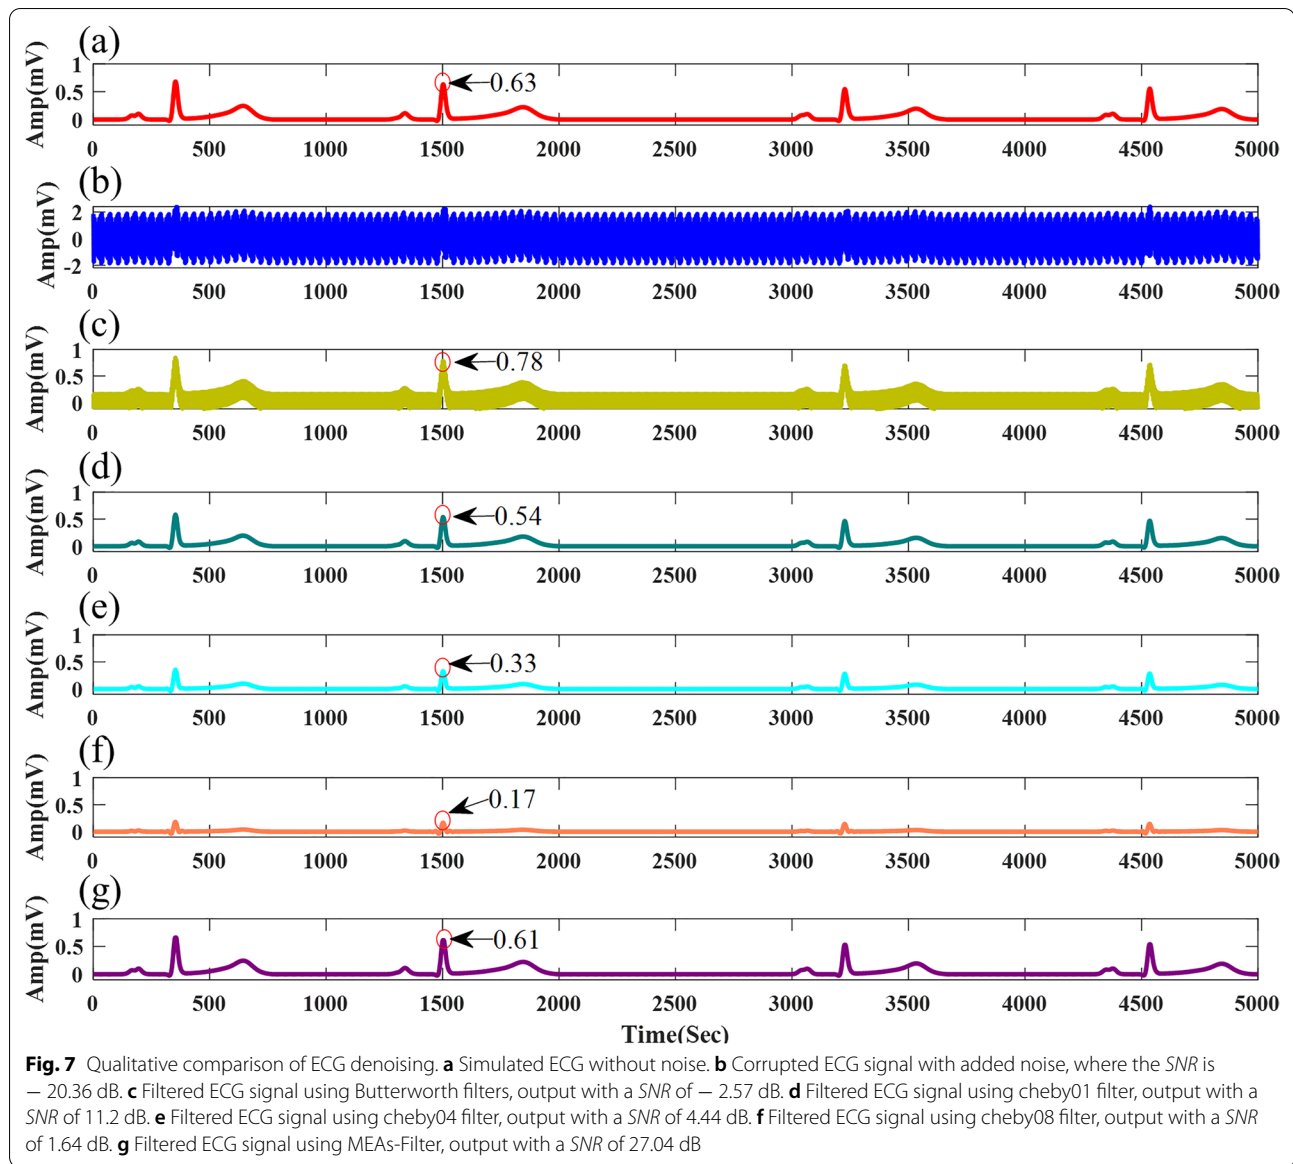 (a)
Amp(mV)
1
0.5
0
0.63
0 500 1000 1500 2000 2500 3000 3500 4000 4500 5000
(b)
Amp(mV)
2
0
-2
0 500 1000 1500 2000 2500 3000 3500 4000 4500 5000
(c)
Amp(mV)
1
0.5
0
0.78
0 500 1000 1500 2000 2500 3000 3500 4000 4500 5000
(d)
Amp(mV)
1
0.5
0
0.54
0 500 1000 1500 2000 2500 3000 3500 4000 4500 5000
(e)
Amp(mV)
1
0.5
0
0.33
0 500 1000 1500 2000 2500 3000 3500 4000 4500 5000
(f)
Amp(mV)
1
0.5
0
0.17
0 500 1000 1500 2000 2500 3000 3500 4000 4500 5000
(g)
Amp(mV)
1
0.5
0
0.61
0 500 1000 1500 2000 2500 3000 3500 4000 4500 5000
Time(Sec)
Fig. 7 Qualitative comparison of ECG denoising. a Simulated ECG without noise. b Corrupted ECG signal with added noise, where the SNR is
− 20.36 dB. c Filtered ECG signal using Butterworth filters, output with a SNR of − 2.57 dB. d Filtered ECG signal using cheby01 filter, output with a
SNR of 11.2 dB. e Filtered ECG signal using cheby04 filter, output with a SNR of 4.44 dB. f Filtered ECG signal using cheby08 filter, output with a SNR
of 1.64 dB. g Filtered ECG signal using MEAs-Filter, output with a SNR of 27.04 dB